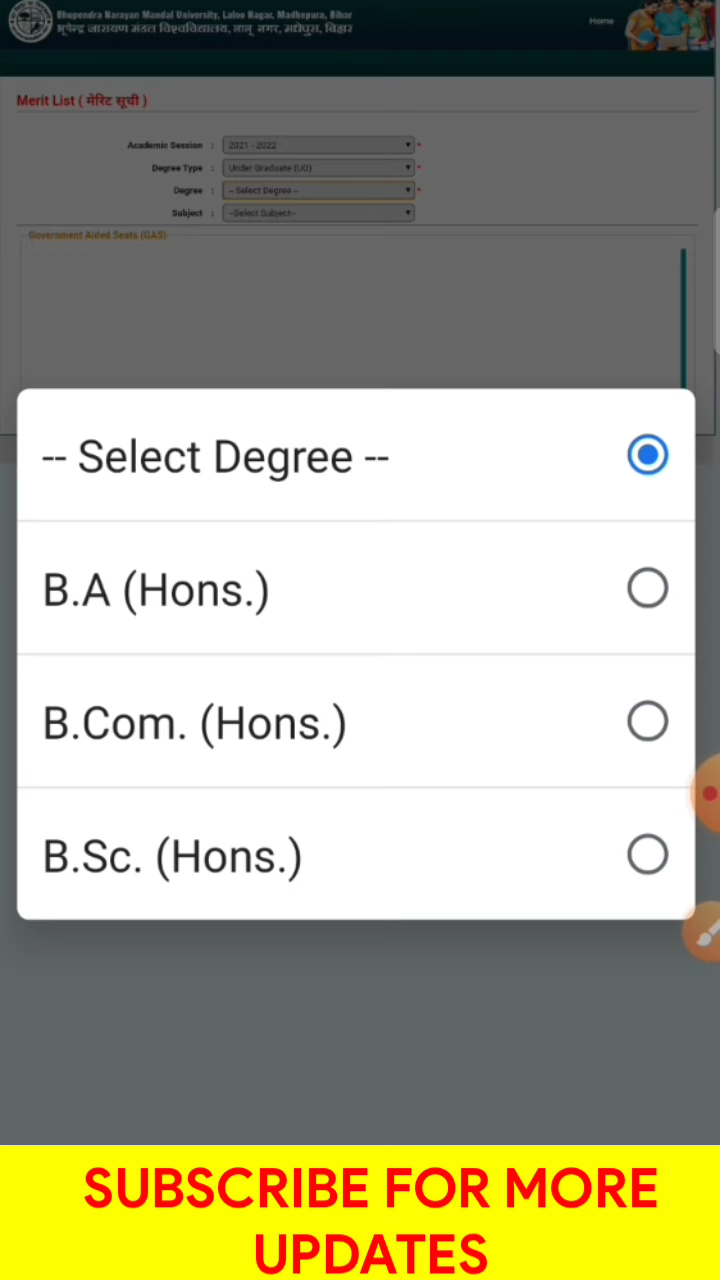 Bhupendra Narayan Mandal University, Laloo Nagar, Madhepura, Bihar
भूपेन्द्र नारायण मंडल विश्वविद्यालय, लालू नगर, मधेपुरा, बिहार
Home
Merit List ( मेरिट सूची )
Academic Session : 2021 - 2022 *
Degree Type : Under Graduate (UG) *
Degree : -- Select Degree -- *
Subject : --Select Subject--
Government Aided Seats (GAS)
-- Select Degree --
B.A (Hons.)
B.Com. (Hons.)
B.Sc. (Hons.)
SUBSCRIBE FOR MORE
UPDATES